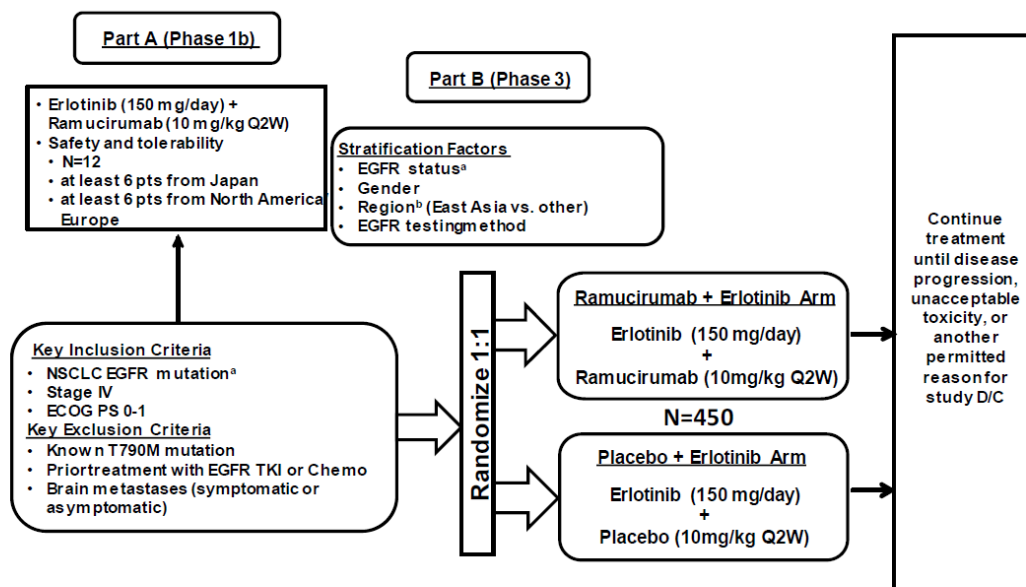 Part A (Phase 1b)
Part B (Phase 3)
• Erlotinib (150 mg/day) +
Ramucirumab (10 mg/kg Q2W)
• Safety and tolerability
• N=12
• at least 6 pts from Japan
• at least 6 pts from North America/
Europe
Stratification Factors
• EGFR statusᵃ
• Gender
• Regionᵇ (East Asia vs. other)
• EGFR testingmethod
Key Inclusion Criteria
• NSCLC EGFR mutationᵃ
• Stage IV
• ECOG PS 0-1
Key Exclusion Criteria
• Known T790M mutation
• Priortreatment with EGFR TKI or Chemo
• Brain metastases (symptomatic or
asymptomatic)
Randomize 1:1
Ramucirumab + Erlotinib Arm
Erlotinib (150 mg/day)
+
Ramucirumab (10mg/kg Q2W)
N=450
Placebo + Erlotinib Arm
Erlotinib (150 mg/day)
+
Placebo (10mg/kg Q2W)
Continue
treatment
until disease
progression,
unacceptable
toxicity, or
another
permitted
reason for
study D/C